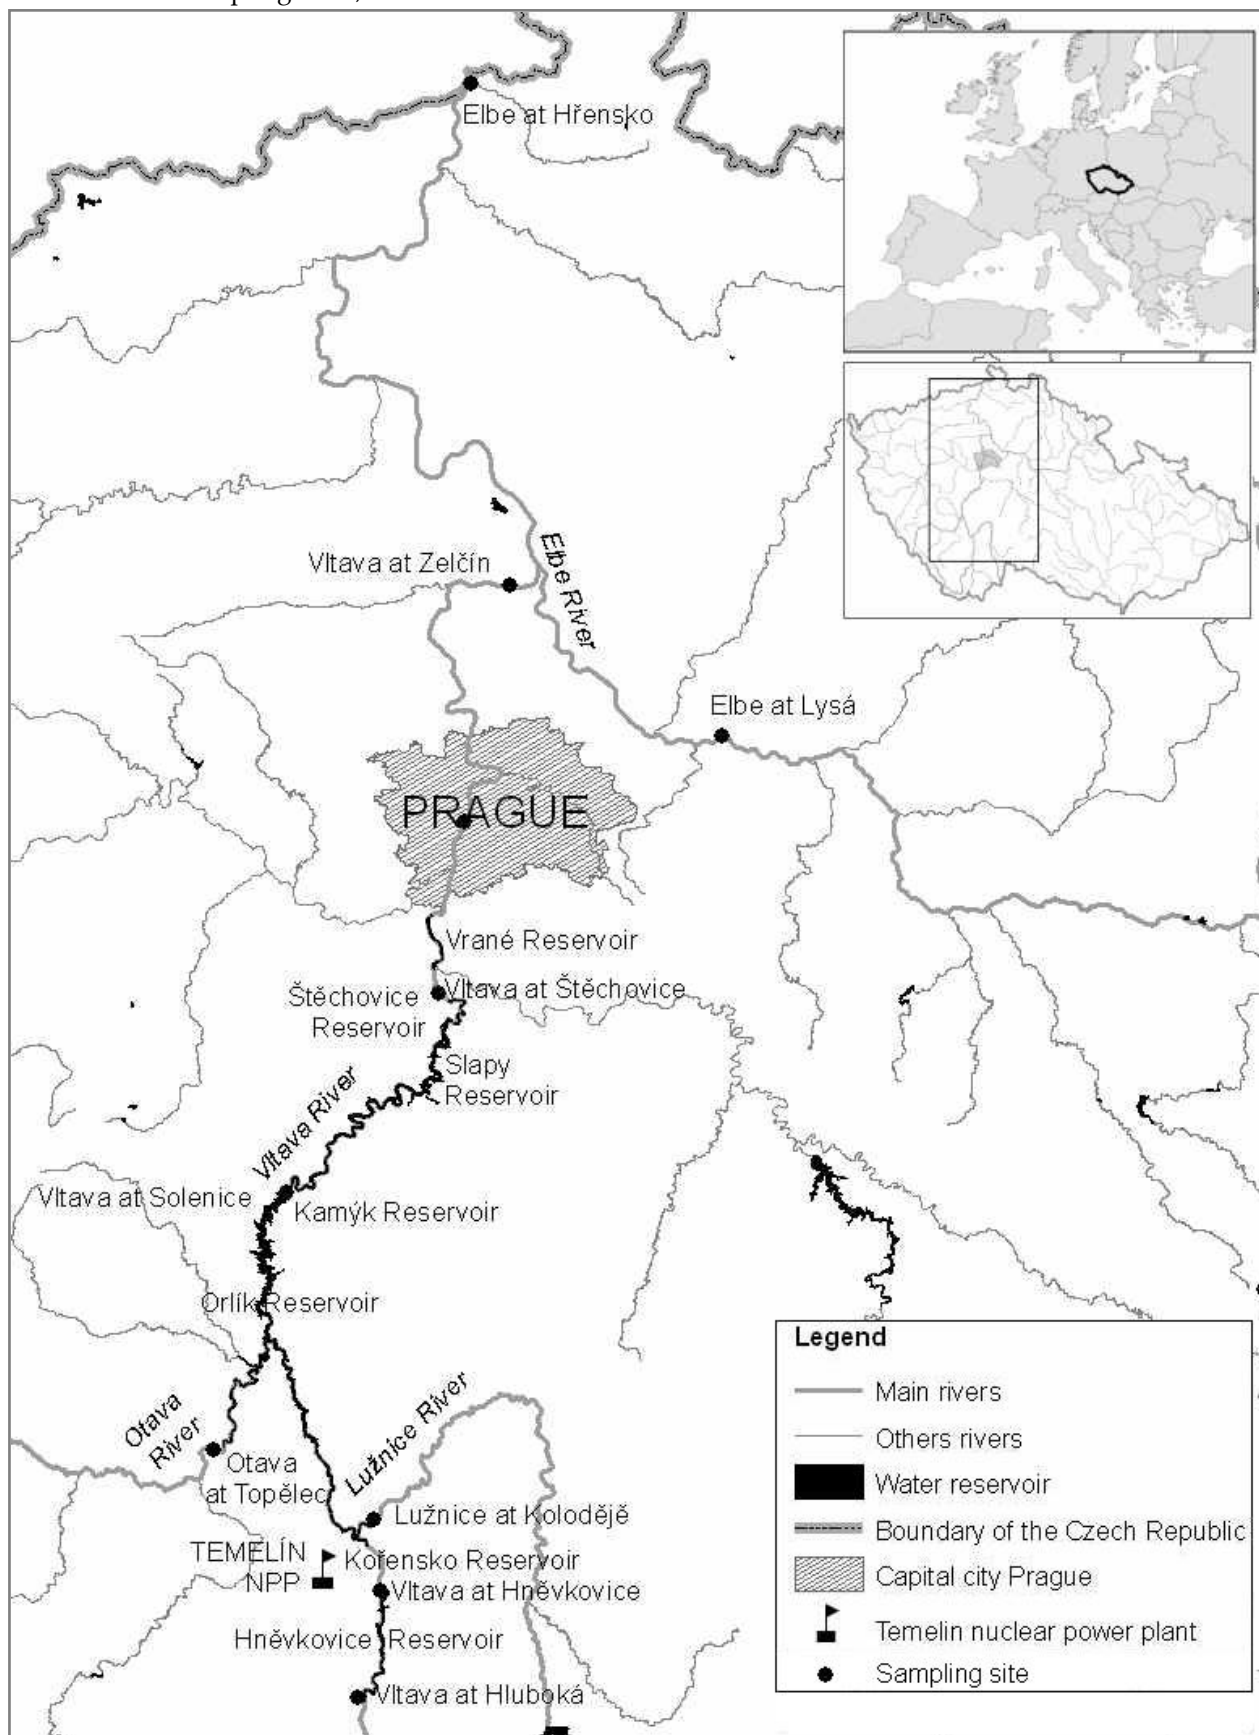 Elbe at Hřensko
Vltava at Zelčín
Elbe River
Elbe at Lysá
PRAGUE
Vrané Reservoir
Vltava at Štěchovice
Štěchovice
Reservoir
Slapy
Reservoir
Vltava River
Vltava at Solenice
Kamýk Reservoir
Orlík Reservoir
Otava
River
Lužnice River
Otava
at Topělec
Lužnice at Kolodějě
TEMELÍN
NPP
Kořensko Reservoir
Vltava at Hněvkovice
Hněvkovice Reservoir
Vltava at Hluboká
Legend
Main rivers
Others rivers
Water reservoir
Boundary of the Czech Republic
Capital city Prague
Temelin nuclear power plant
Sampling site